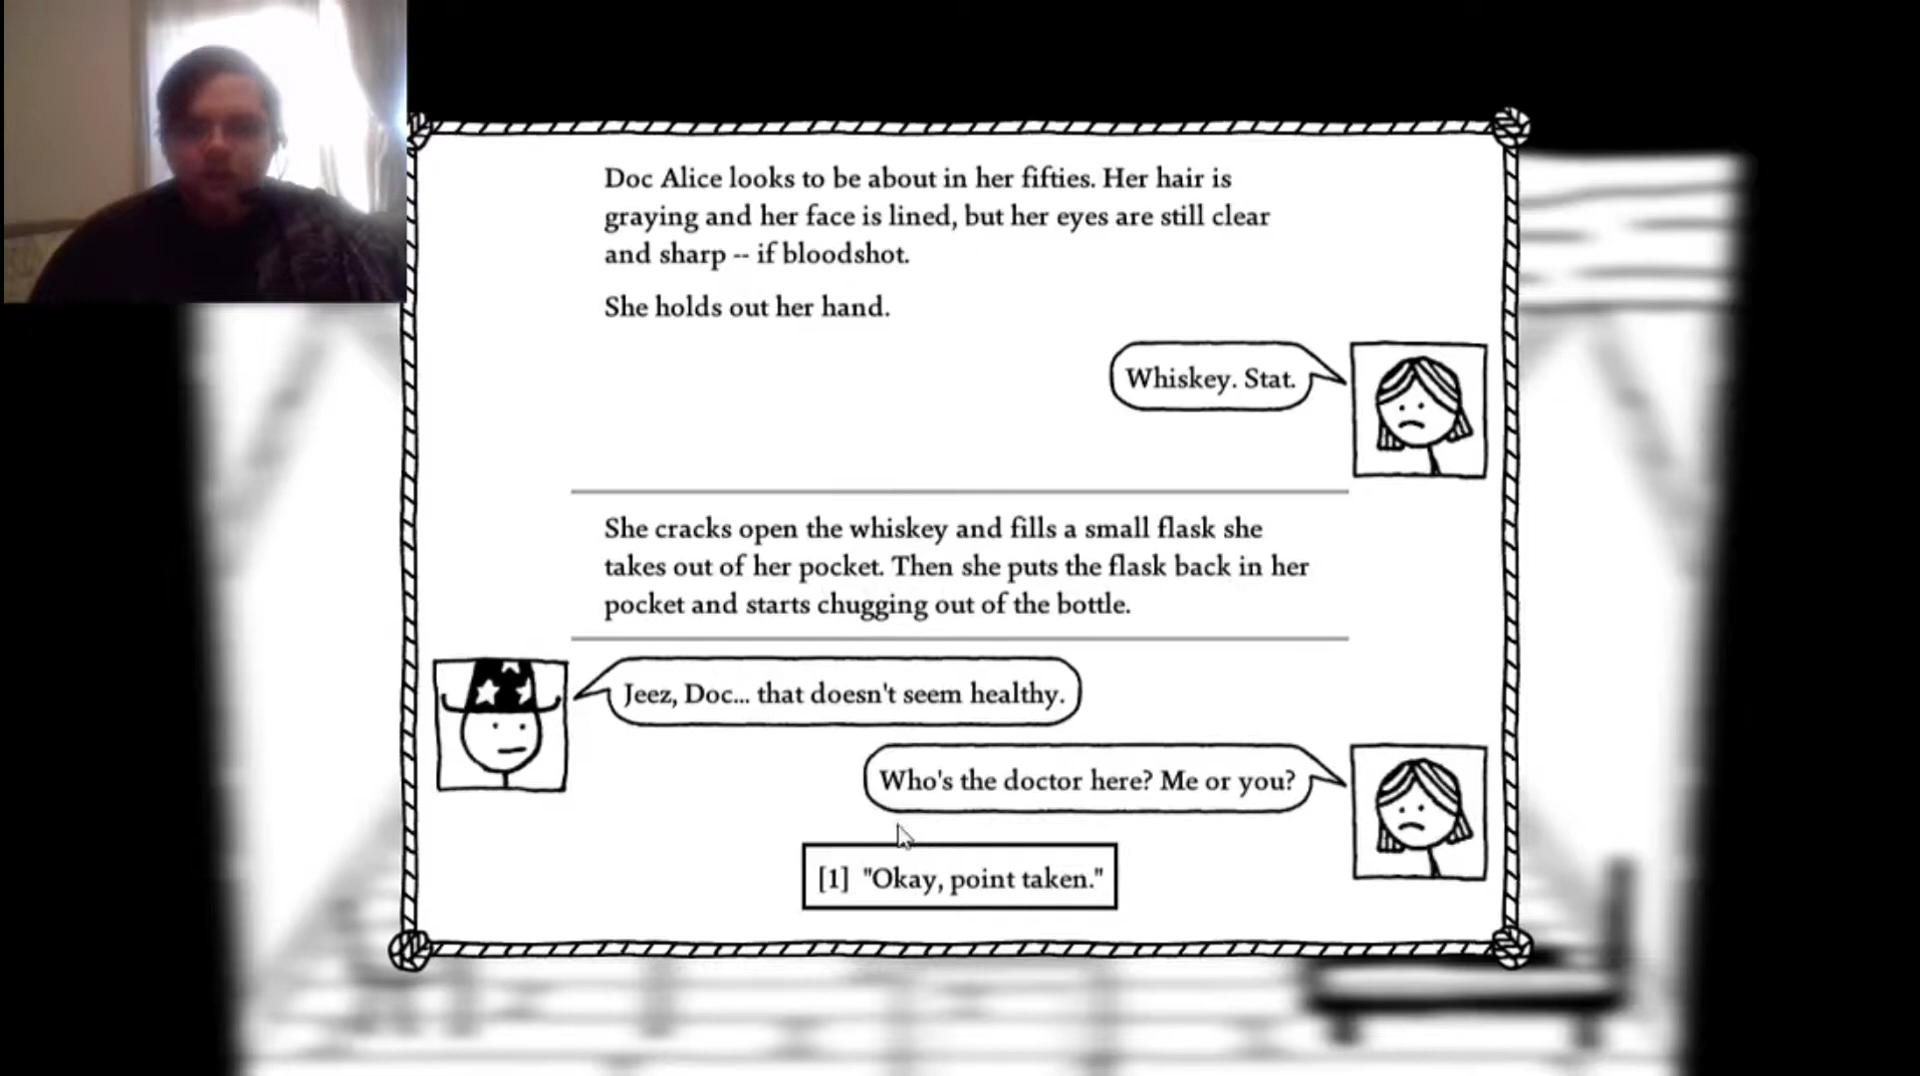 Doc Alice looks to be about in her fifties. Her hair is
graying and her face is lined, but her eyes are still clear
and sharp -- if bloodshot.
She holds out her hand.
Whiskey. Stat.
She cracks open the whiskey and fills a small flask she
takes out of her pocket. Then she puts the flask back in her
pocket and starts chugging out of the bottle.
Jeez, Doc... that doesn't seem healthy.
Who's the doctor here? Me or you?
[1] "Okay, point taken."